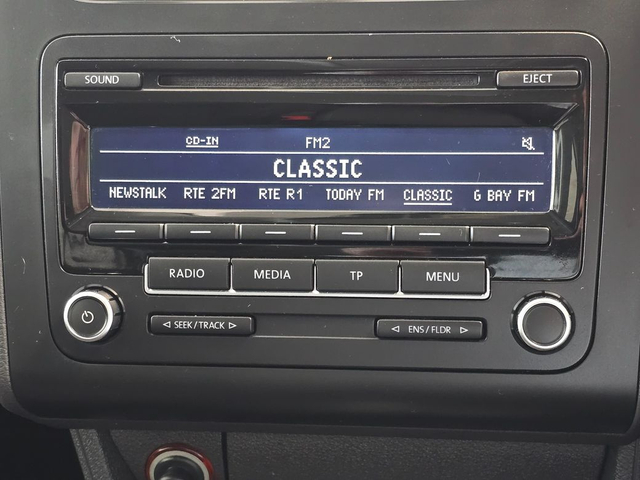 SOUND EJECT
CD-IN FM2
CLASSIC
NEWSTALK RTE 2FM RTE R1 TODAY FM CLASSIC G BAY FM
RADIO MEDIA TP MENU
SEEK/TRACK ENS/FLDR